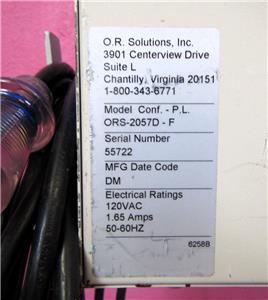 O.R. Solutions, Inc.
3901 Centerview Drive
Suite L
Chantilly, Virginia 20151
1-800-343-6771
Model Conf. - P.L.
ORS-2057D - F
Serial Number
55722
MFG Date Code
DM
Electrical Ratings
120VAC
1.65 Amps
50-60HZ
6258B